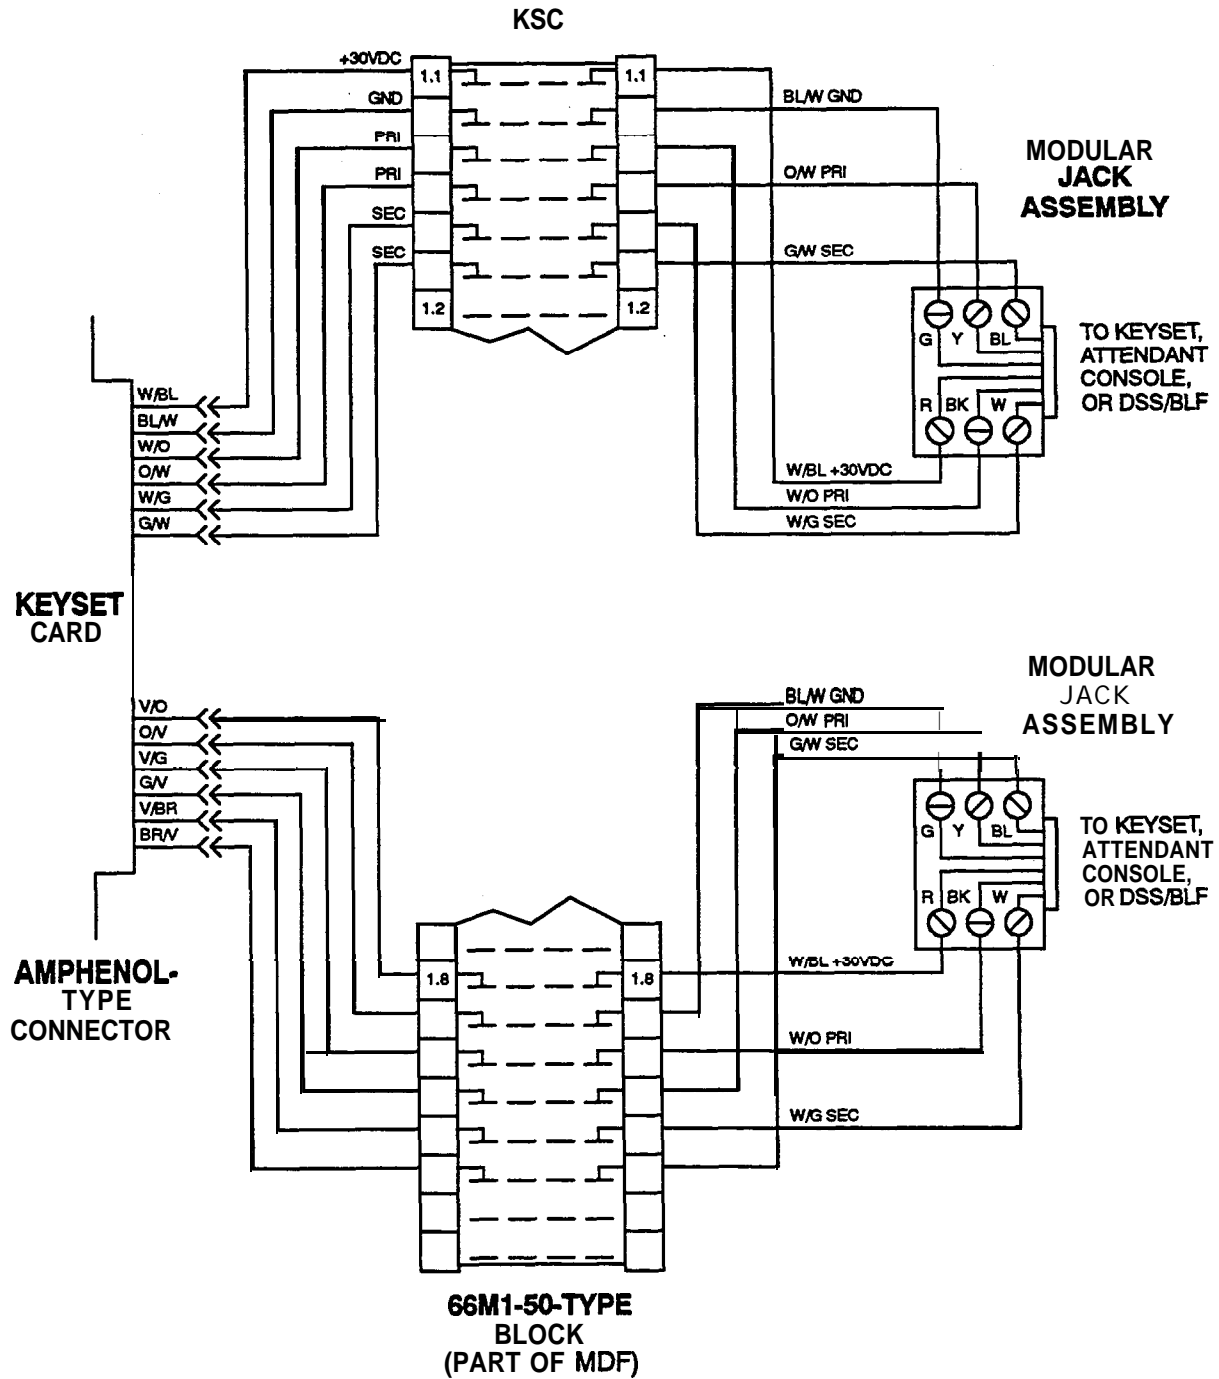 KSC
+30VDC
GND
PRI
PRI
SEC
SEC
1.1
1.2
1.1
1.2
BL/W GND
O/W PRI
G/W SEC
MODULAR
JACK
ASSEMBLY
G Y BL
R BK W
TO KEYSET,
ATTENDANT
CONSOLE,
OR DSS/BLF
W/BL +30VDC
W/O PRI
W/G SEC
W/BL
BL/W
W/O
O/W
W/G
G/W
KEYSET
CARD
V/O
O/V
V/G
G/V
V/BR
BR/V
AMPHENOL-
TYPE
CONNECTOR
BL/W GND
O/W PRI
G/W SEC
MODULAR
JACK
ASSEMBLY
G Y BL
R BK W
TO KEYSET,
ATTENDANT
CONSOLE,
OR DSS/BLF
1.8
1.8
W/BL +30VDC
W/O PRI
W/G SEC
66M1-50-TYPE
BLOCK
(PART OF MDF)